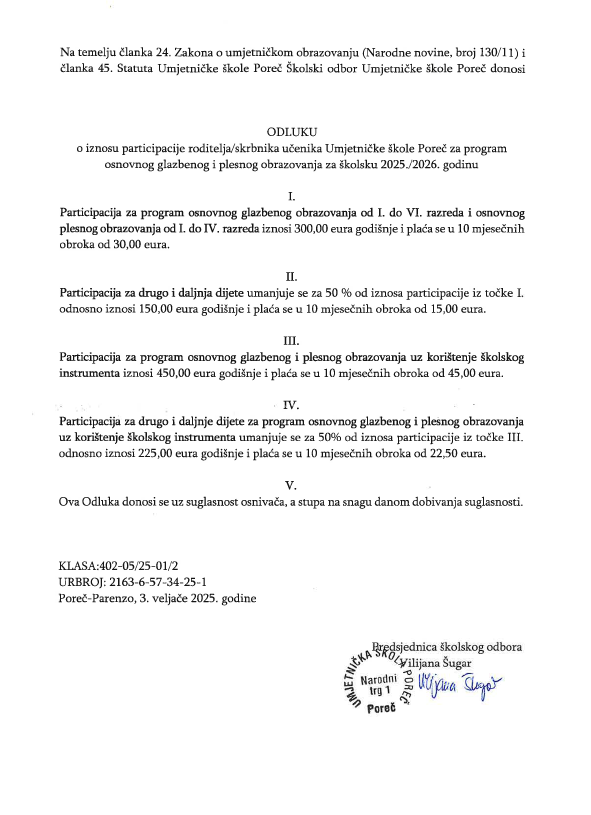 Na temelju članka 24. Zakona o umjetničkom obrazovanju (Narodne novine, broj 130/11) i
članka 45. Statuta Umjetničke škole Poreč Školski odbor Umjetničke škole Poreč donosi
ODLUKU
o iznosu participacije roditelja/skrbnika učenika Umjetničke škole Poreč za program
osnovnog glazbenog i plesnog obrazovanja za školsku 2025./2026. godinu
I.
Participacija za program osnovnog glazbenog obrazovanja od I. do VI. razreda i osnovnog
plesnog obrazovanja od I. do IV. razreda iznosi 300,00 eura godišnje i plaća se u 10 mjesečnih
obroka od 30,00 eura.
II.
Participacija za drugo i daljnja dijete umanjuje se za 50 % od iznosa participacije iz točke I.
odnosno iznosi 150,00 eura godišnje i plaća se u 10 mjesečnih obroka od 15,00 eura.
III.
Participacija za program osnovnog glazbenog i plesnog obrazovanja uz korištenje školskog
instrumenta iznosi 450,00 eura godišnje i plaća se u 10 mjesečnih obroka od 45,00 eura.
IV.
Participacija za drugo i daljnje dijete za program osnovnog glazbenog i plesnog obrazovanja
uz korištenje školskog instrumenta umanjuje se za 50% od iznosa participacije iz točke III.
odnosno iznosi 225,00 eura godišnje i plaća se u 10 mjesečnih obroka od 22,50 eura.
V.
Ova Odluka donosi se uz suglasnost osnivača, a stupa na snagu danom dobivanja suglasnosti.
KLASA:402-05/25-01/2
URBROJ: 2163-6-57-34-25-1
Poreč-Parenzo, 3. veljače 2025. godine
Predsjednica školskog odbora
Vilijana Šugar
UMJETNIČKA ŠKOLA POREČ
Narodni
trg 1
Poreč
Vilijana Šugar